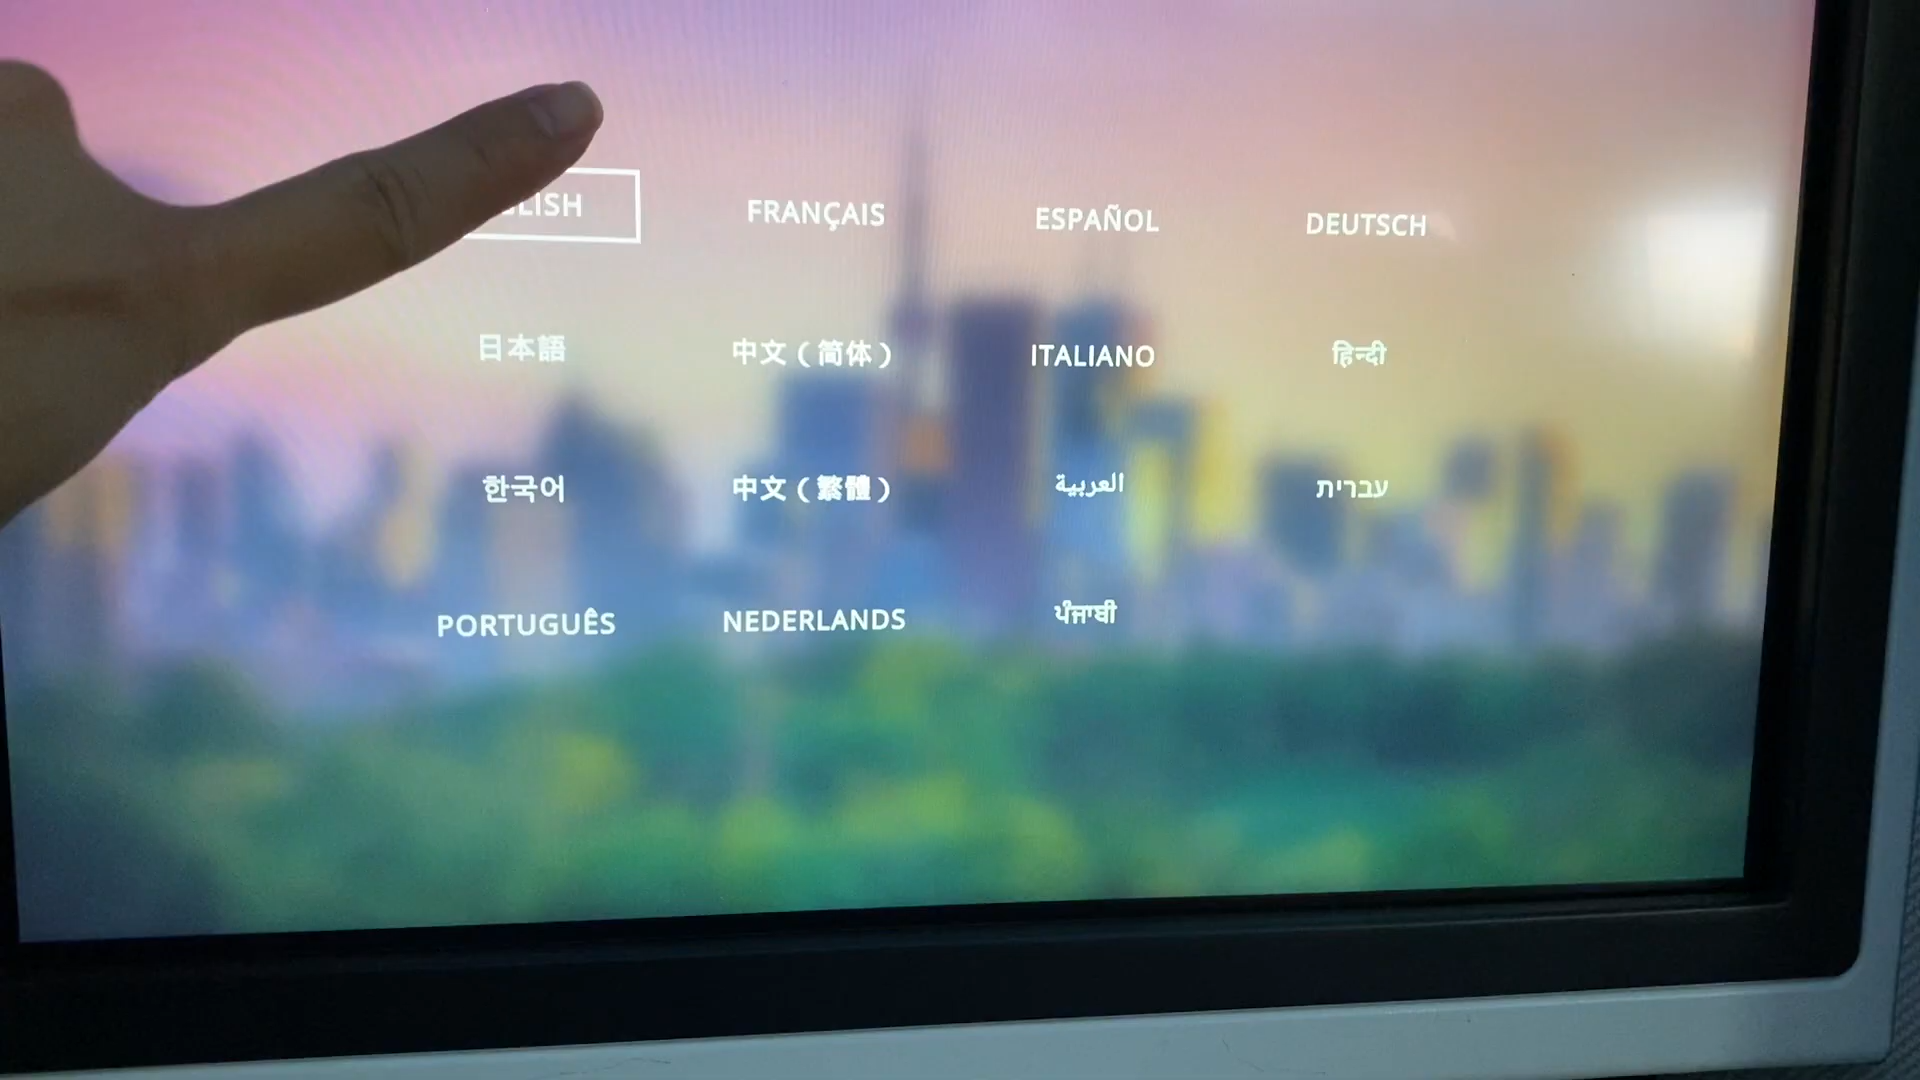 GLISH FRANÇAIS ESPAÑOL DEUTSCH
日本語 中文（简体） ITALIANO हिन्दी
한국어 中文（繁體） العربية עברית
PORTUGUÊS NEDERLANDS ਪੰਜਾਬੀ